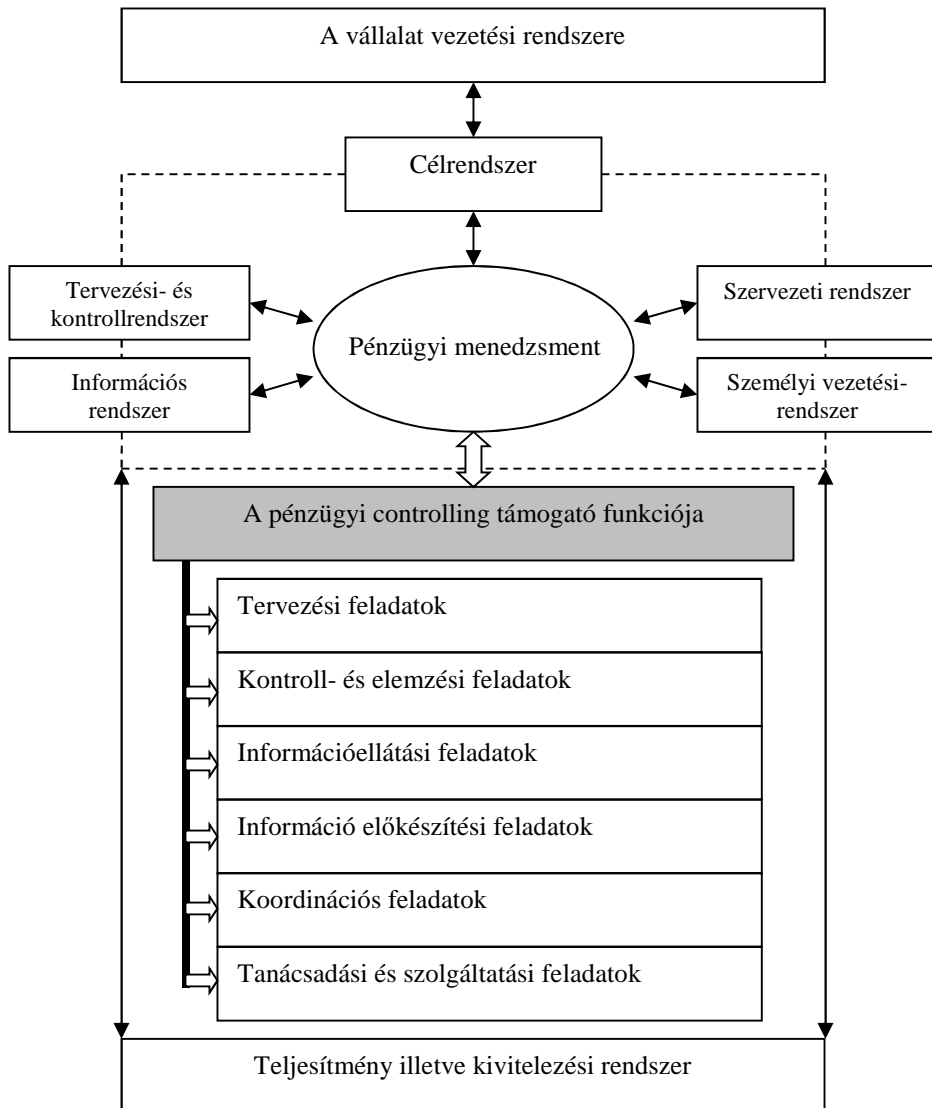 A vállalat vezetési rendszere
Célrendszer
Tervezési- és
kontrollrendszer
Szervezeti rendszer
Pénzügyi menedzsment
Információs
rendszer
Személyi vezetési-
rendszer
A pénzügyi controlling támogató funkciója
Tervezési feladatok
Kontroll- és elemzési feladatok
Információellátási feladatok
Információ előkészítési feladatok
Koordinációs feladatok
Tanácsadási és szolgáltatási feladatok
Teljesítmény illetve kivitelezési rendszer